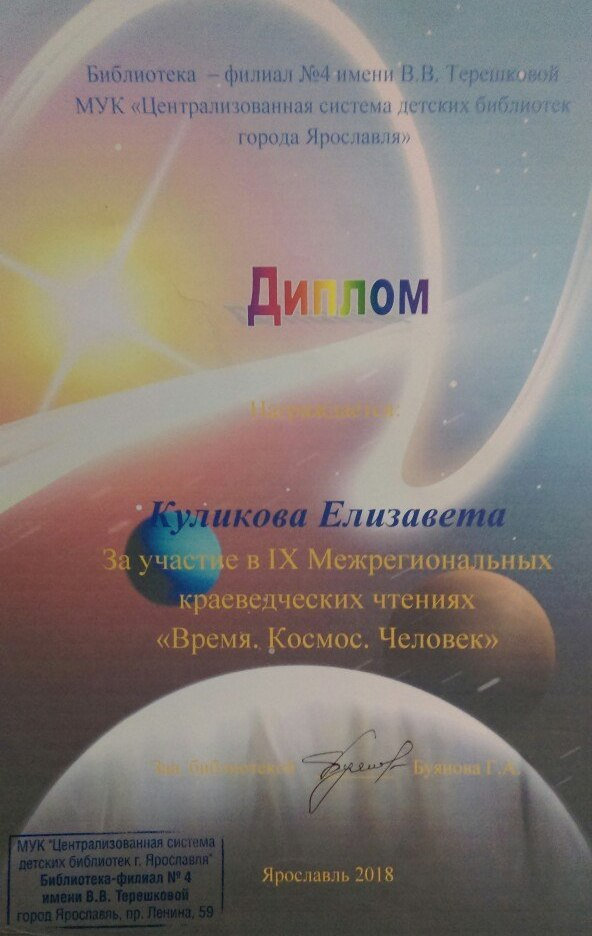 Библиотека – филиал №4 имени В.В. Терешковой
МУК «Централизованная система детских библиотек
города Ярославля»
Диплом
Награждается:
Куликова Елизавета
За участие в IX Межрегиональных
краеведческих чтениях
«Время. Космос. Человек»
Зав. библиотекой Буянова Г.А.
МУК "Централизованная система
детских библиотек г. Ярославля"
Библиотека-филиал № 4
имени В.В. Терешковой
город Ярославль, пр. Ленина, 59
Ярославль 2018